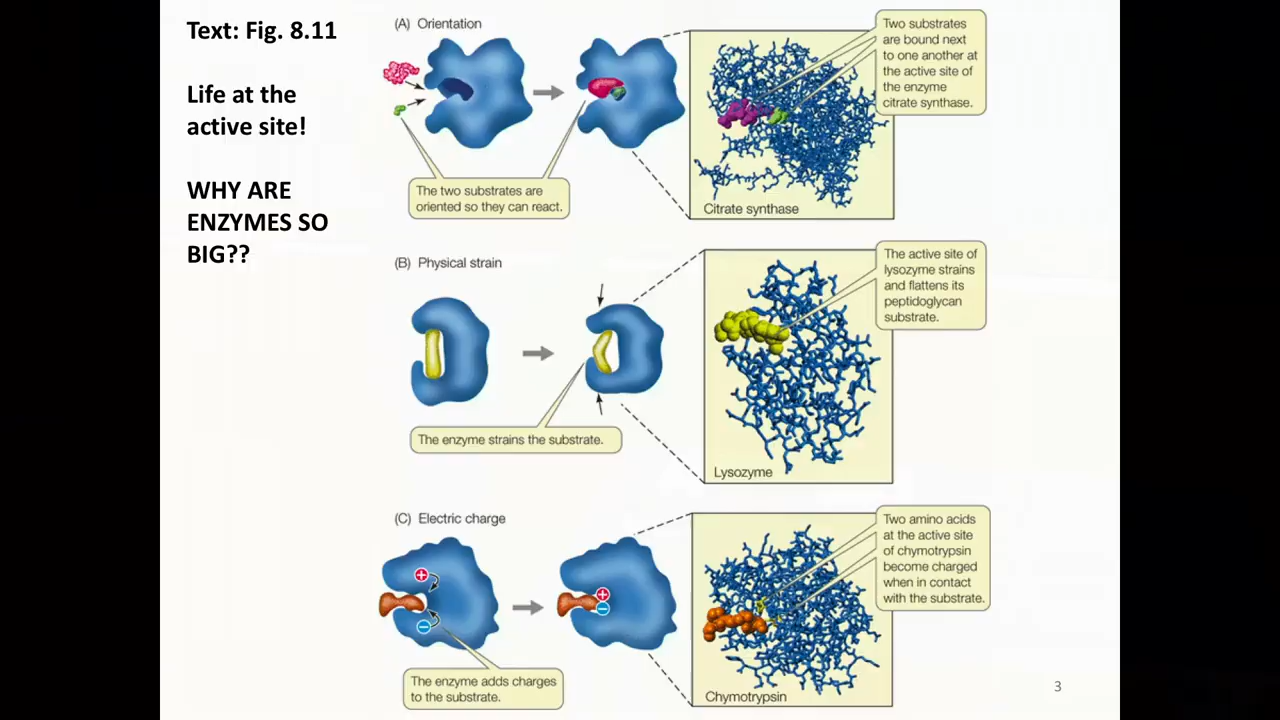 Text: Fig. 8.11
Life at the
active site!
WHY ARE
ENZYMES SO
BIG??
(A) Orientation
Two substrates
are bound next
to one another at
the active site of
the enzyme
citrate synthase.
The two substrates are
oriented so they can react.
Citrate synthase
(B) Physical strain
The active site of
lysozyme strains
and flattens its
peptidoglycan
substrate.
The enzyme strains the substrate.
Lysozyme
(C) Electric charge
Two amino acids
at the active site
of chymotrypsin
become charged
when in contact
with the substrate.
+
−
+
−
The enzyme adds charges
to the substrate.
Chymotrypsin
3